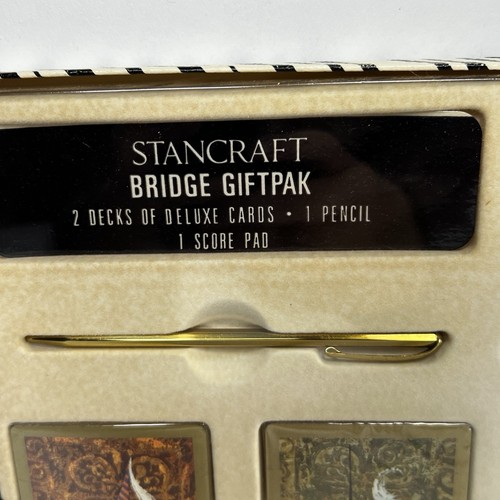 STANCRAFT
BRIDGE GIFTPAK
2 DECKS OF DELUXE CARDS • 1 PENCIL
1 SCORE PAD